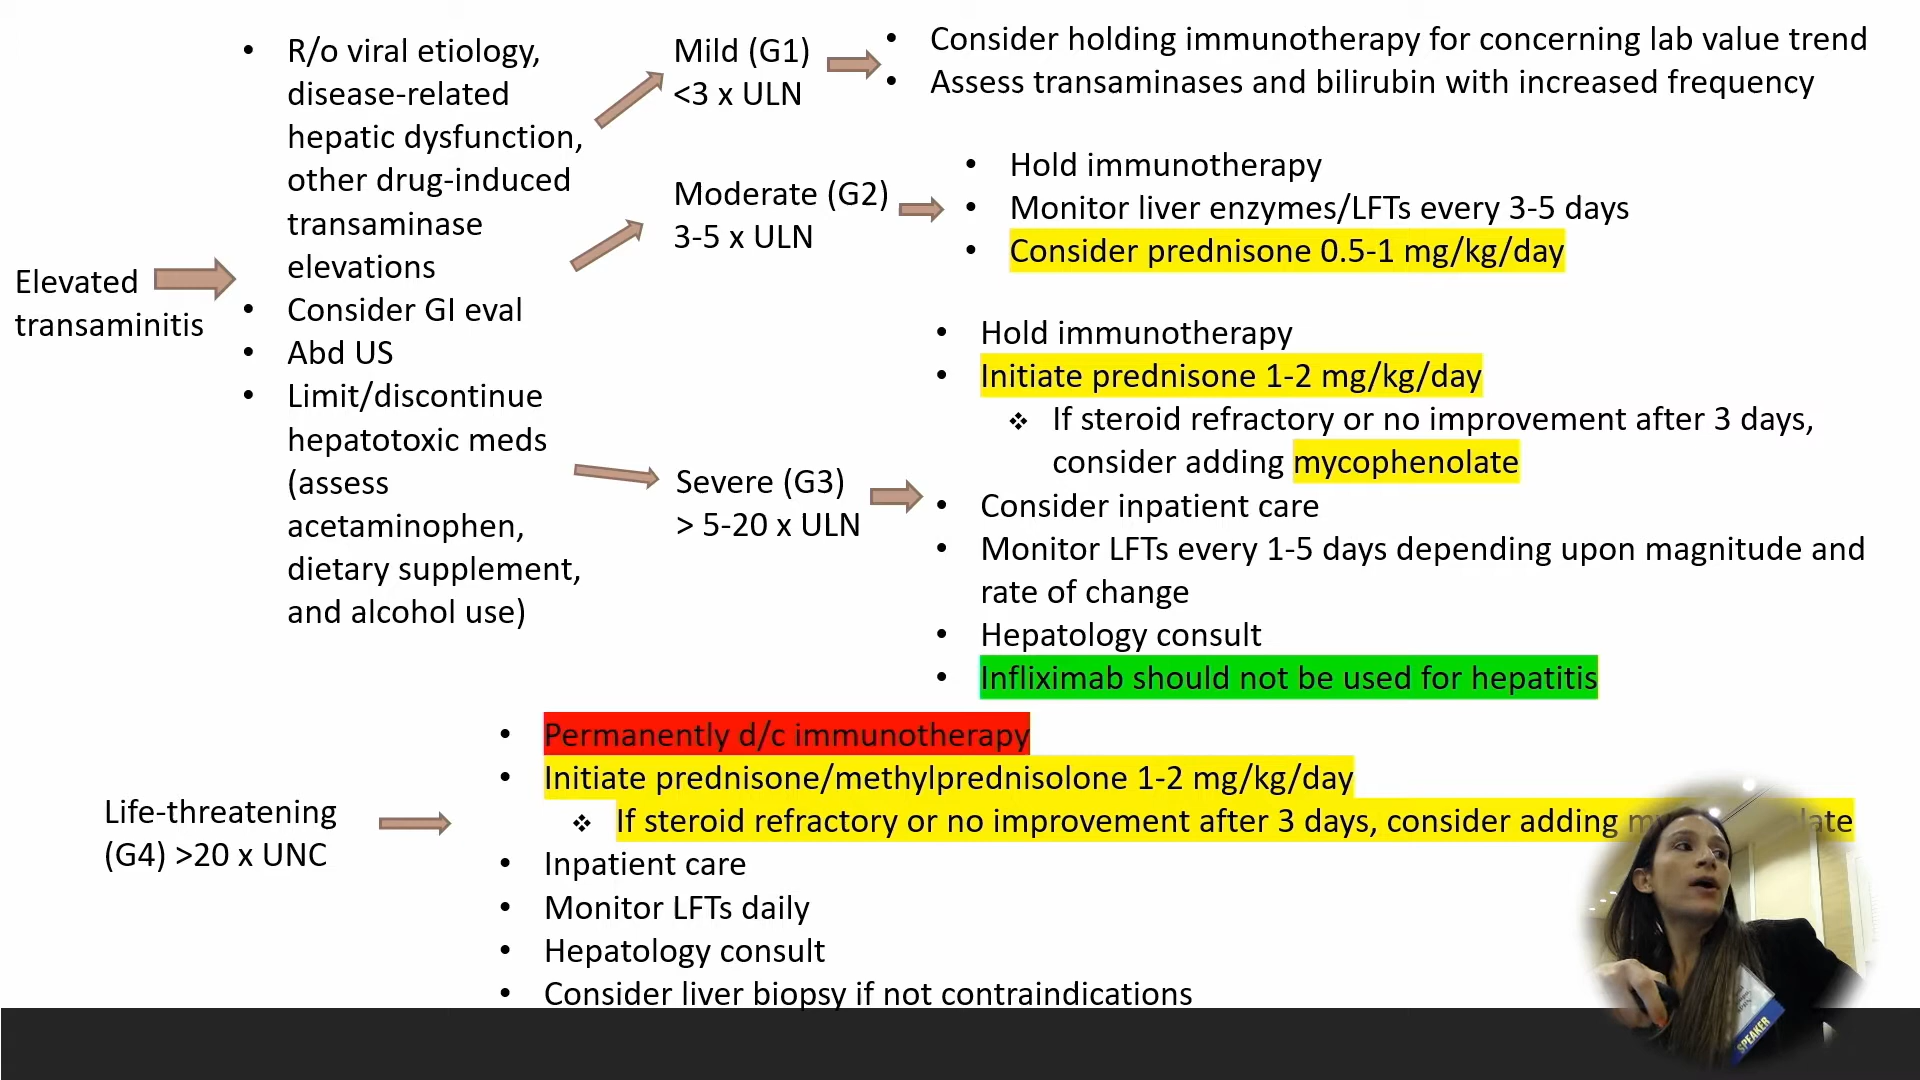 Elevated
transaminitis
• R/o viral etiology,
disease-related
hepatic dysfunction,
other drug-induced
transaminase
elevations
• Consider GI eval
• Abd US
• Limit/discontinue
hepatotoxic meds
(assess
acetaminophen,
dietary supplement,
and alcohol use)
Mild (G1)
<3 x ULN
• Consider holding immunotherapy for concerning lab value trend
• Assess transaminases and bilirubin with increased frequency
Moderate (G2)
3-5 x ULN
• Hold immunotherapy
• Monitor liver enzymes/LFTs every 3-5 days
• Consider prednisone 0.5-1 mg/kg/day
Severe (G3)
> 5-20 x ULN
• Hold immunotherapy
• Initiate prednisone 1-2 mg/kg/day
❖ If steroid refractory or no improvement after 3 days,
consider adding mycophenolate
• Consider inpatient care
• Monitor LFTs every 1-5 days depending upon magnitude and
rate of change
• Hepatology consult
• Infliximab should not be used for hepatitis
Life-threatening
(G4) >20 x UNC
• Permanently d/c immunotherapy
• Initiate prednisone/methylprednisolone 1-2 mg/kg/day
❖ If steroid refractory or no improvement after 3 days, consider adding
• Inpatient care
• Monitor LFTs daily
• Hepatology consult
• Consider liver biopsy if not contraindications
SPEAKER